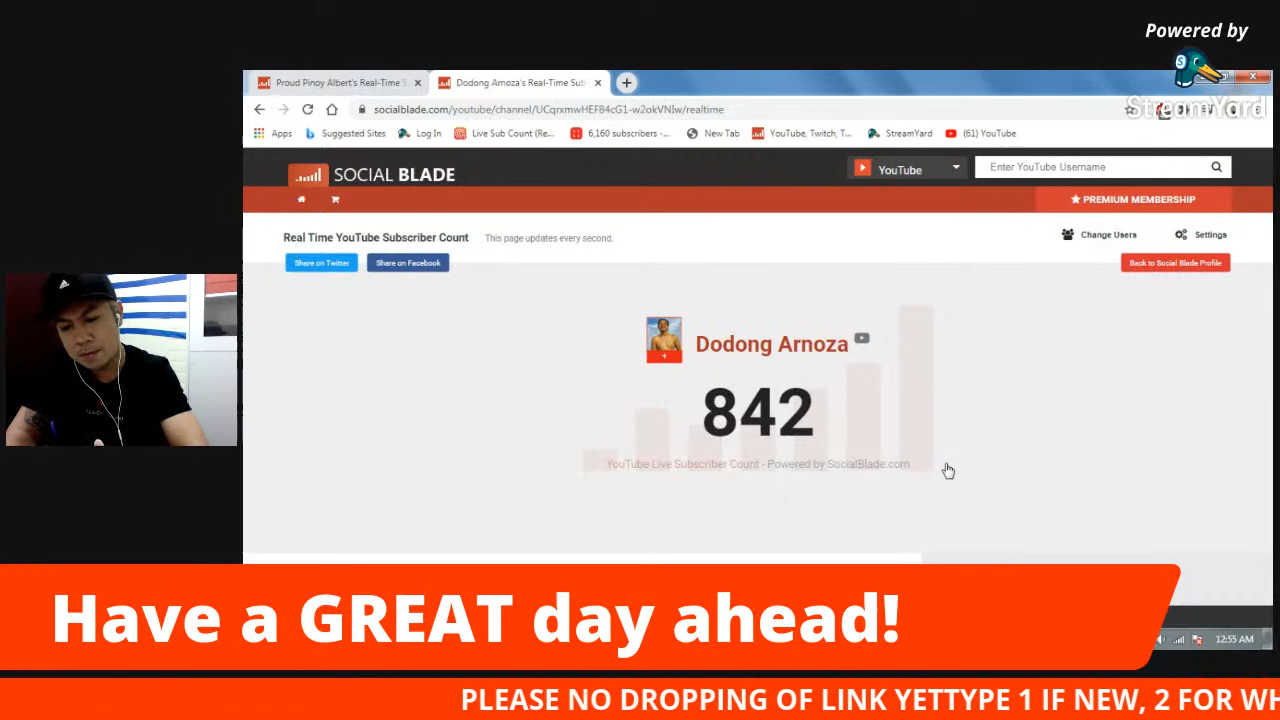 Powered by
StreamYard
Proud Pinoy Albert's Real-Time S
Dodong Arnoza's Real-Time Sub
socialblade.com/youtube/channel/UCqrxmwHEF84cG1-w2okVNIw/realtime
Apps Suggested Sites Log In Live Sub Count (Re... 6,160 subscribers -... New Tab YouTube, Twitch, T... StreamYard (61) YouTube
SOCIAL BLADE
YouTube
Enter YouTube Username
PREMIUM MEMBERSHIP
Real Time YouTube Subscriber Count This page updates every second.
Change Users Settings
Share on Twitter Share on Facebook
Back to Social Blade Profile
Dodong Arnoza
842
YouTube Live Subscriber Count - Powered by SocialBlade.com
Have a GREAT day ahead!
12:55 AM
PLEASE NO DROPPING OF LINK YETTYPE 1 IF NEW, 2 FOR WH